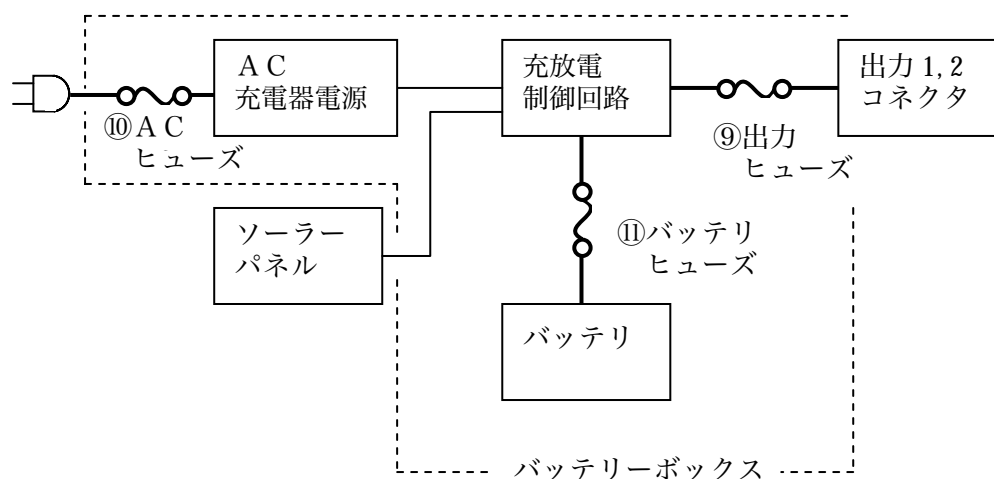 ＡＣ
充電器電源
充放電
制御回路
出力 1, 2
コネクタ
⑩ＡＣ
ヒューズ
⑨出力
ヒューズ
ソーラー
パネル
⑪バッテリ
ヒューズ
バッテリ
バッテリーボックス